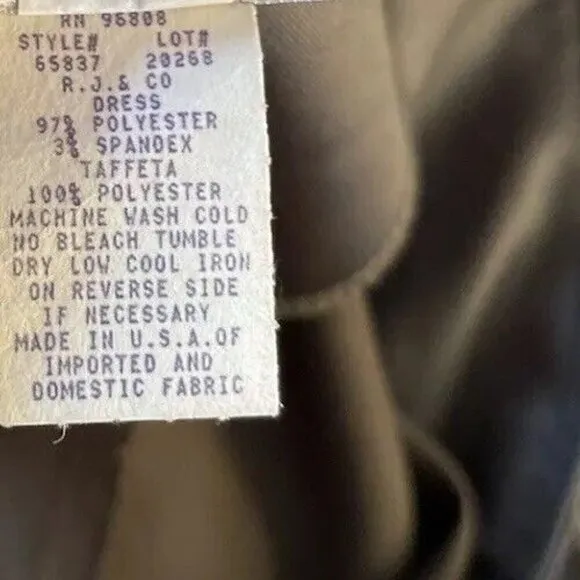 RN 96808
STYLE# LOT#
65837 20268
R.J.& CO
DRESS
97% POLYESTER
3% SPANDEX
TAFFETA
100% POLYESTER
MACHINE WASH COLD
NO BLEACH TUMBLE
DRY LOW COOL IRON
ON REVERSE SIDE
IF NECESSARY
MADE IN U.S.A.OF
IMPORTED AND
DOMESTIC FABRIC